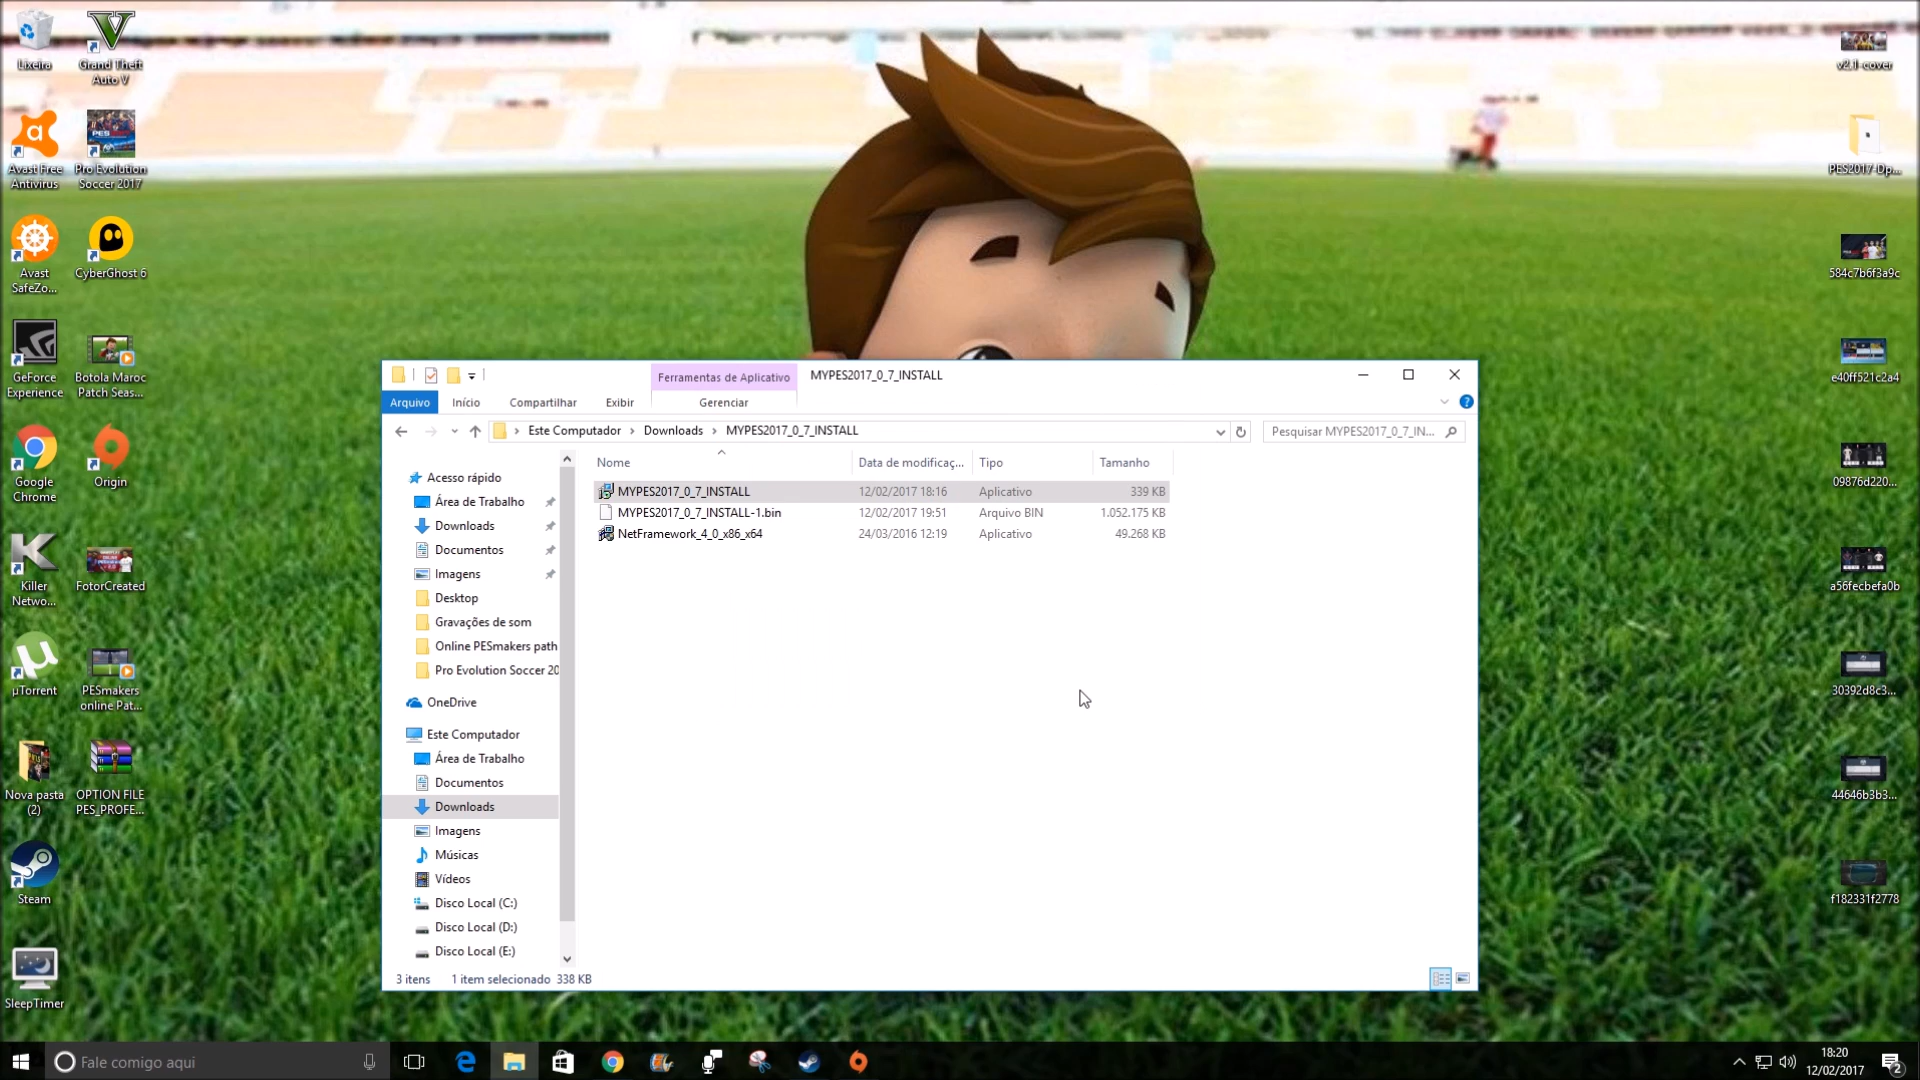 Lixeira
Grand Theft
Auto V
Avast Free
Antivirus
Pro Evolution
Soccer 2017
Avast
SafeZo...
CyberGhost 6
GeForce
Experience
Botola Maroc
Patch Seas...
Google
Chrome
Origin
Killer
Netwo...
FotorCreated
µTorrent
PESmakers
online Pat...
Nova pasta
(2)
OPTION FILE
PES_PROFE...
Steam
SleepTimer
v2.1-cover
PES2017-Dp...
584c7b6f3a9c
e40ff521c2a4
09876d220...
a56fecbefa0b
30392d8c3...
44646b3b3...
f182331f2778
Ferramentas de Aplicativo
MYPES2017_0_7_INSTALL
Arquivo
Início
Compartilhar
Exibir
Gerenciar
Este Computador
Downloads
MYPES2017_0_7_INSTALL
Pesquisar MYPES2017_0_7_IN...
Nome
Data de modificaç...
Tipo
Tamanho
MYPES2017_0_7_INSTALL 12/02/2017 18:16 Aplicativo 339 KB
MYPES2017_0_7_INSTALL-1.bin 12/02/2017 19:51 Arquivo BIN 1.052.175 KB
NetFramework_4_0_x86_x64 24/03/2016 12:19 Aplicativo 49.268 KB
Acesso rápido
Área de Trabalho
Downloads
Documentos
Imagens
Desktop
Gravações de som
Online PESmakers path
Pro Evolution Soccer 20
OneDrive
Este Computador
Área de Trabalho
Documentos
Downloads
Imagens
Músicas
Vídeos
Disco Local (C:)
Disco Local (D:)
Disco Local (E:)
3 itens
1 item selecionado 338 KB
Fale comigo aqui
18:20
12/02/2017
2